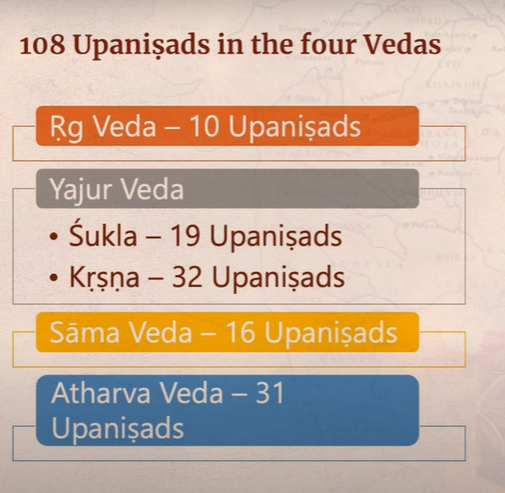 108 Upaniṣads in the four Vedas
Ṛg Veda – 10 Upaniṣads
Yajur Veda
• Śukla – 19 Upaniṣads
• Kṛṣṇa – 32 Upaniṣads
Sāma Veda – 16 Upaniṣads
Atharva Veda – 31
Upaniṣads